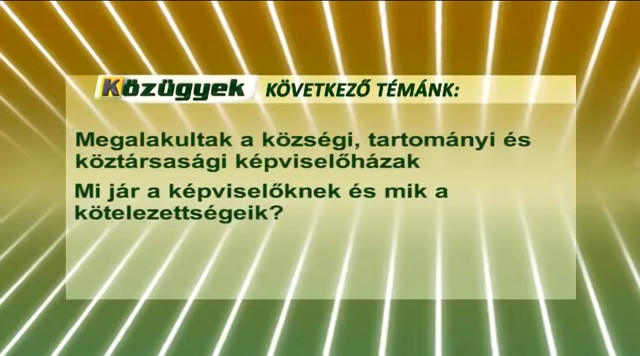 Közügyek KÖVETKEZŐ TÉMÁNK:
Megalakultak a községi, tartományi és
köztársasági képviselőházak
Mi jár a képviselőknek és mik a
kötelezettségeik?